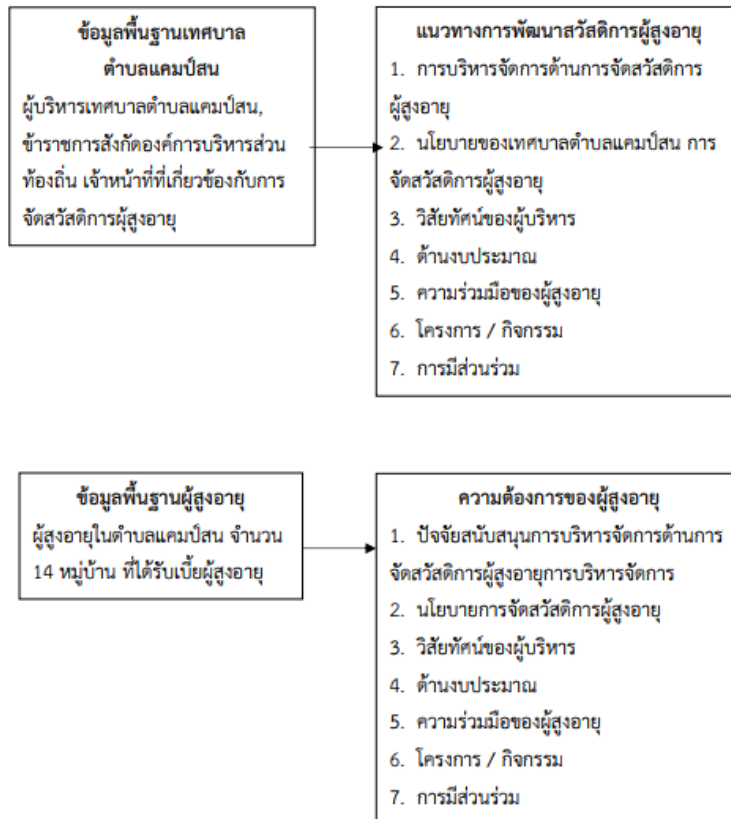 ข้อมูลพื้นฐานเทศบาล
ตำบลแคมป์สน
ผู้บริหารเทศบาลตำบลแคมป์สน,
ข้าราชการสังกัดองค์การบริหารส่วน
ท้องถิ่น เจ้าหน้าที่ที่เกี่ยวข้องกับการ
จัดสวัสดิการผุ้สูงอายุ
แนวทางการพัฒนาสวัสดิการผู้สูงอายุ
1. การบริหารจัดการด้านการจัดสวัสดิการ
ผู้สูงอายุ
2. นโยบายของเทศบาลตำบลแคมป์สน การ
จัดสวัสดิการผู้สูงอายุ
3. วิสัยทัศน์ของผู้บริหาร
4. ด้านงบประมาณ
5. ความร่วมมือของผู้สูงอายุ
6. โครงการ / กิจกรรม
7. การมีส่วนร่วม
ข้อมูลพื้นฐานผู้สูงอายุ
ผู้สูงอายุในตำบลแคมป์สน จำนวน
14 หมู่บ้าน ที่ได้รับเบี้ยผู้สูงอายุ
ความต้องการของผู้สูงอายุ
1. ปัจจัยสนับสนุนการบริหารจัดการด้านการ
จัดสวัสดิการผู้สูงอายุการบริหารจัดการ
2. นโยบายการจัดสวัสดิการผู้สูงอายุ
3. วิสัยทัศน์ของผู้บริหาร
4. ด้านงบประมาณ
5. ความร่วมมือของผู้สูงอายุ
6. โครงการ / กิจกรรม
7. การมีส่วนร่วม